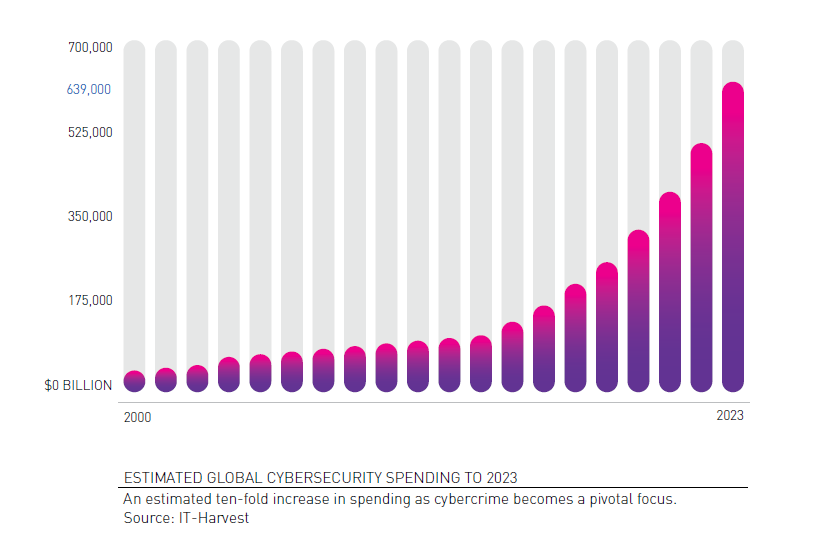 700,000
639,000
525,000
350,000
175,000
$0 BILLION
2000
2023
ESTIMATED GLOBAL CYBERSECURITY SPENDING TO 2023
An estimated ten-fold increase in spending as cybercrime becomes a pivotal focus.
Source: IT-Harvest